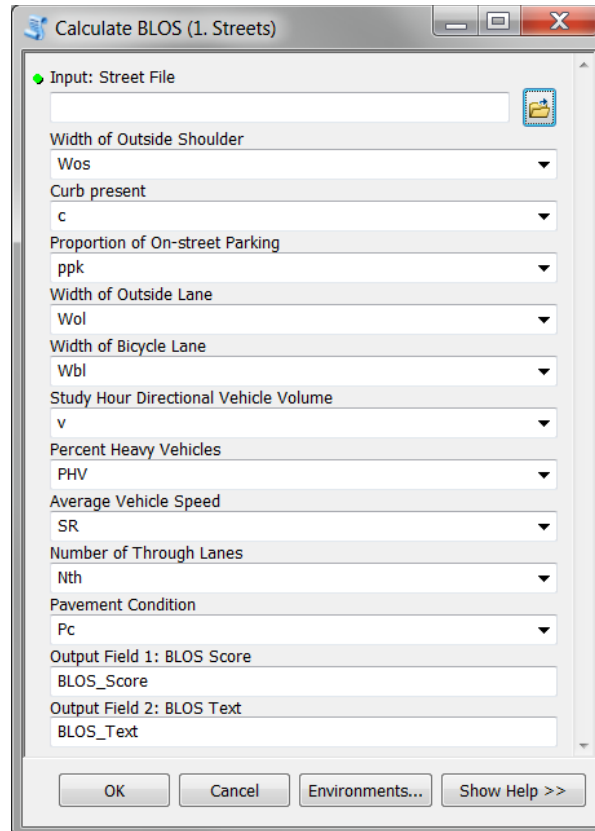 Calculate BLOS (1. Streets)
Input: Street File
Width of Outside Shoulder
Wos
Curb present
c
Proportion of On-street Parking
ppk
Width of Outside Lane
Wol
Width of Bicycle Lane
Wbl
Study Hour Directional Vehicle Volume
v
Percent Heavy Vehicles
PHV
Average Vehicle Speed
SR
Number of Through Lanes
Nth
Pavement Condition
Pc
Output Field 1: BLOS Score
BLOS_Score
Output Field 2: BLOS Text
BLOS_Text
OK Cancel Environments... Show Help >>